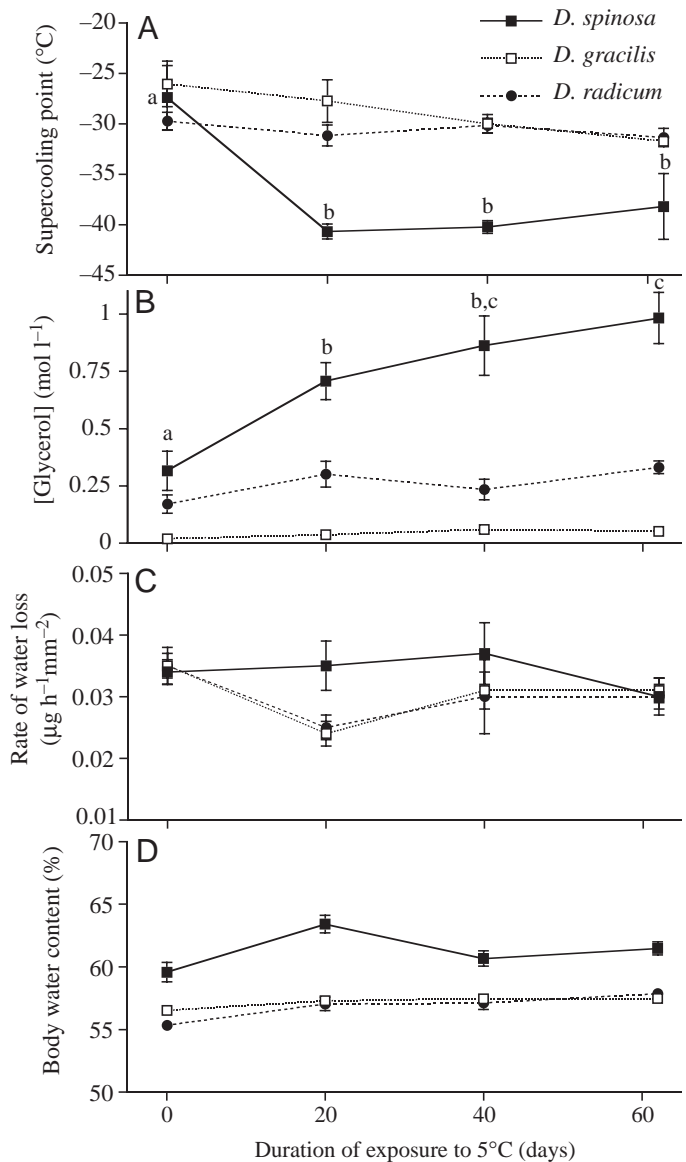 A
Supercooling point (°C)
–20
–25
–30
–35
–40
–45
D. spinosa
D. gracilis
D. radicum
a
b
b
b
B
[Glycerol] (mol l–1)
1
0.75
0.5
0.25
0
a
b
b,c
c
C
Rate of water loss
(µg h–1 mm–2)
0.05
0.04
0.03
0.02
0.01
D
Body water content (%)
70
65
60
55
50
0
20
40
60
Duration of exposure to 5°C (days)